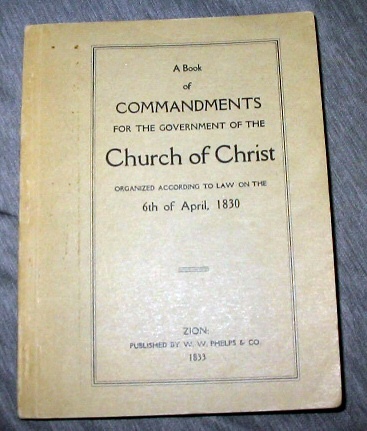 A Book
of
COMMANDMENTS
FOR THE GOVERNMENT OF THE
Church of Christ
ORGANIZED ACCORDING TO LAW ON THE
6th of April, 1830
ZION:
PUBLISHED BY W. W. PHELPS & CO.
1833